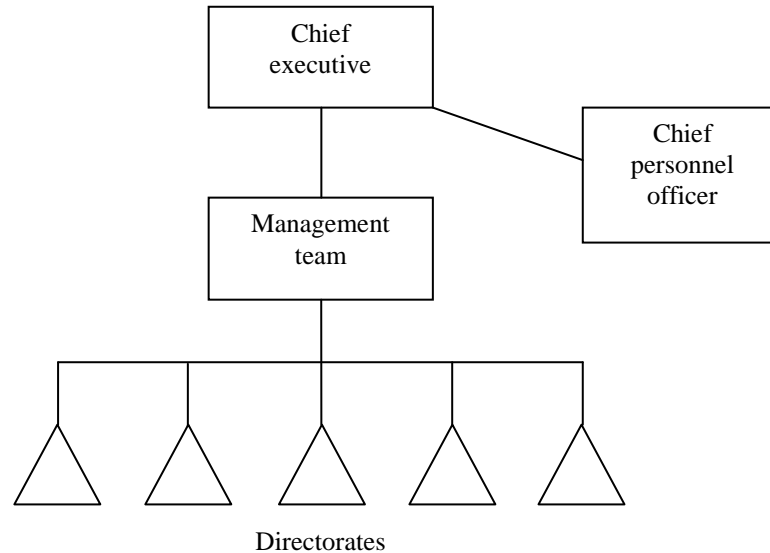 Chief
executive
Chief
personnel
officer
Management
team
Directorates